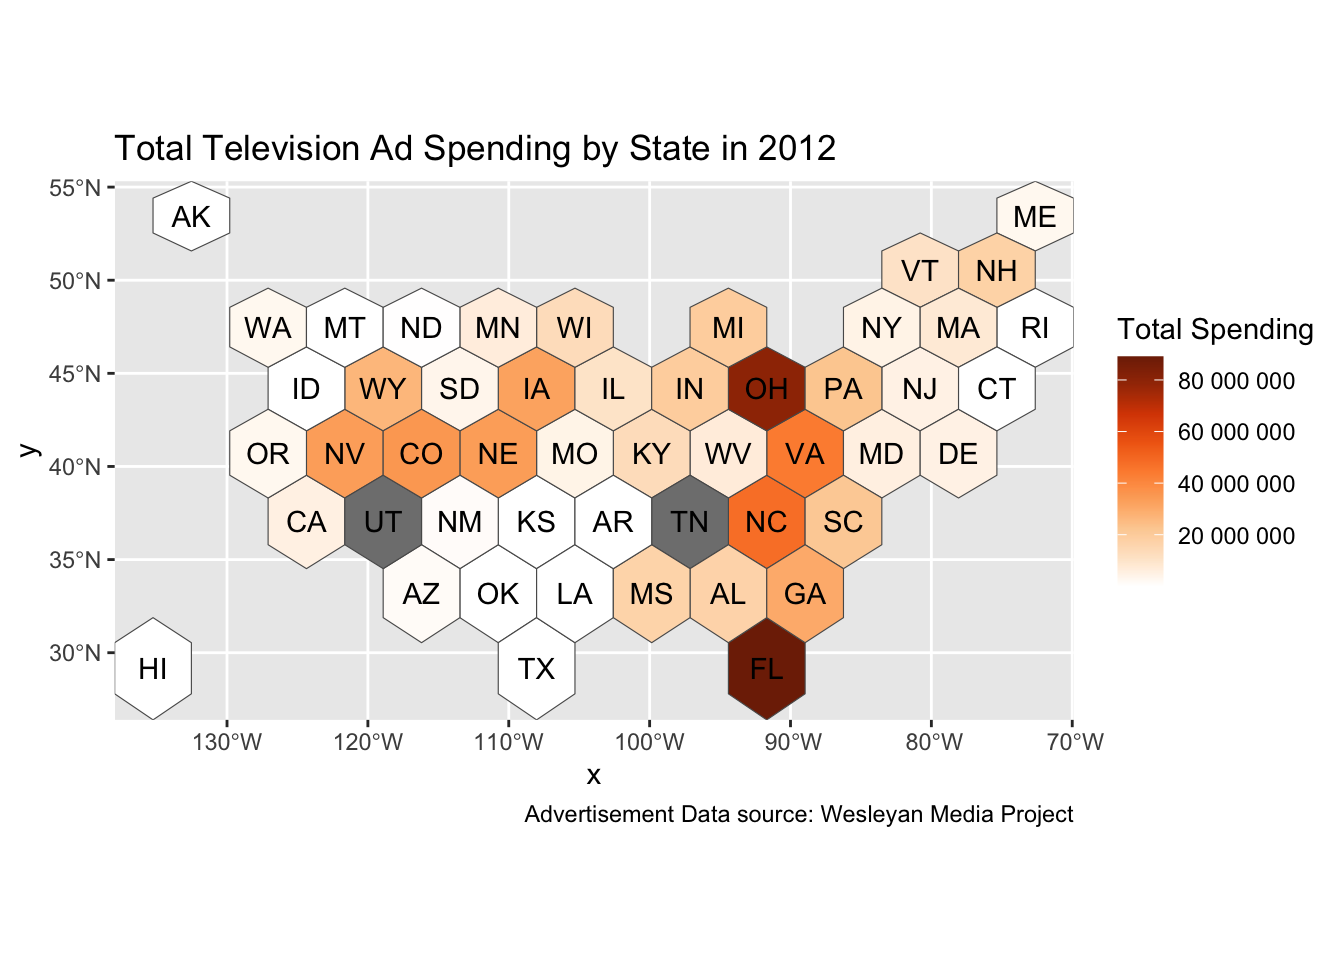 Total Television Ad Spending by State in 2012
55°N
50°N
45°N
40°N
35°N
30°N
y
AK
ME
VT NH
WA MT ND MN WI MI NY MA RI
ID WY SD IA IL IN OH PA NJ CT
OR NV CO NE MO KY WV VA MD DE
CA UT NM KS AR TN NC SC
AZ OK LA MS AL GA
HI TX FL
130°W 120°W 110°W 100°W 90°W 80°W 70°W
x
Total Spending
80 000 000
60 000 000
40 000 000
20 000 000
Advertisement Data source: Wesleyan Media Project